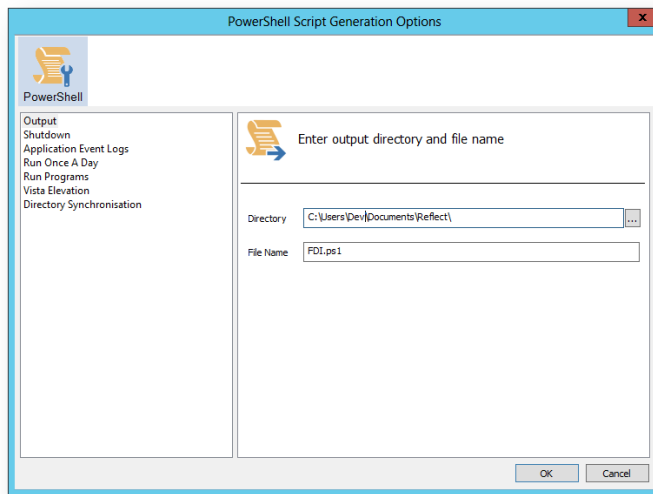 PowerShell Script Generation Options
x
PowerShell
Output
Shutdown
Application Event Logs
Run Once A Day
Run Programs
Vista Elevation
Directory Synchronisation
Enter output directory and file name
Directory
C:\Users\Dev\Documents\Reflect\
...
File Name
FDI.ps1
OK
Cancel